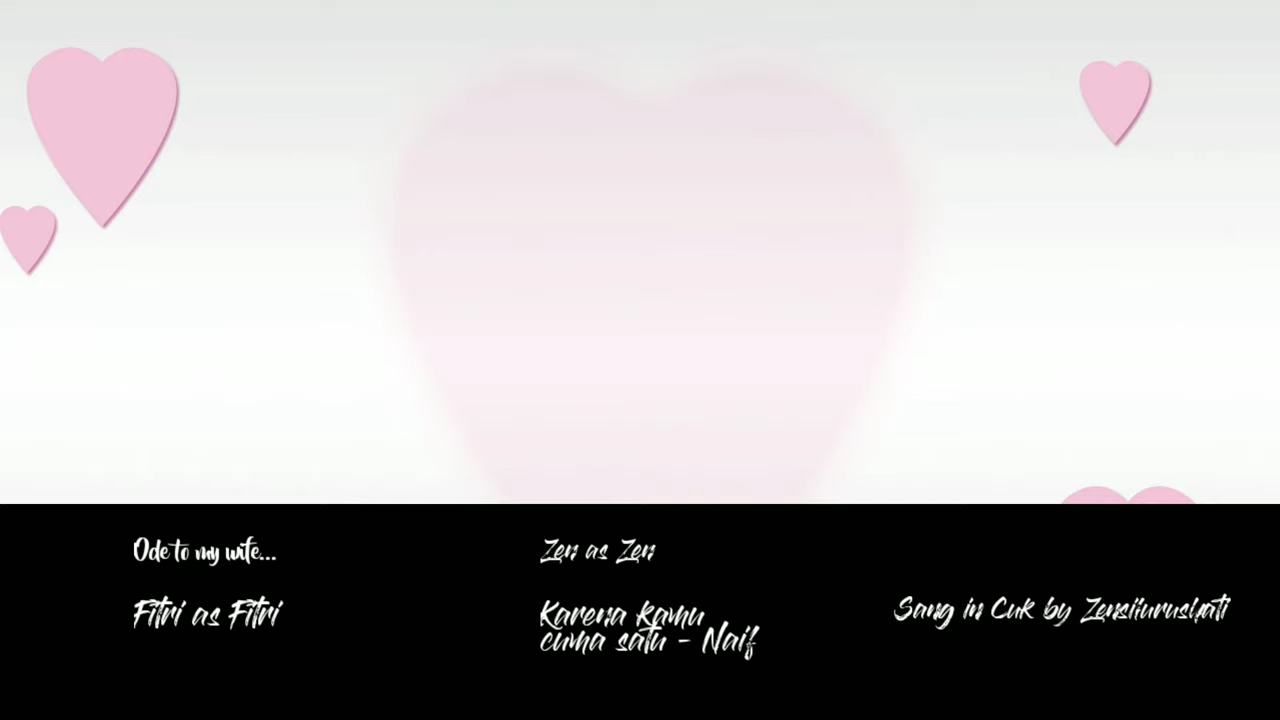 Ode to my wife...
Fitri as Fitri
Zen as Zen
Karena kamu
cuma satu - Naif
Sang in Cuk by Zensiiurushati